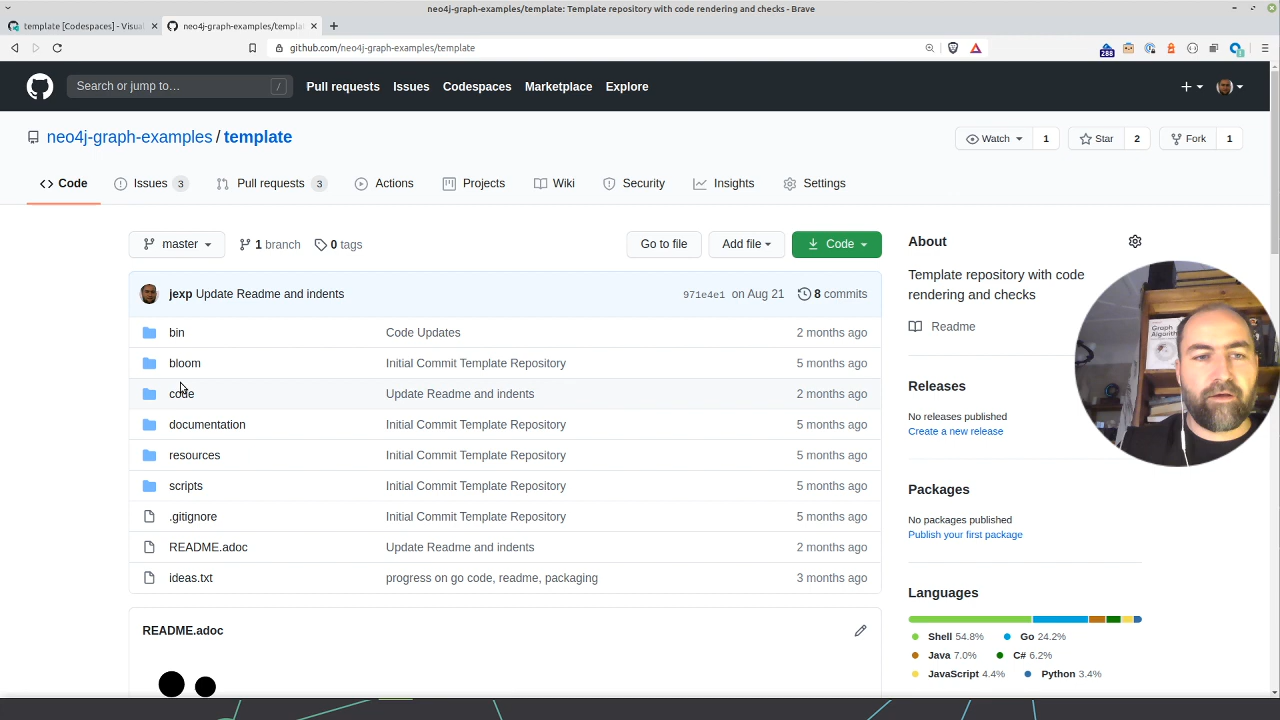 neo4j-graph-examples/template: Template repository with code rendering and checks - Brave
template [Codespaces] - Visual
neo4j-graph-examples/templat
github.com/neo4j-graph-examples/template
288
Search or jump to…
/
Pull requests
Issues
Codespaces
Marketplace
Explore
neo4j-graph-examples / template
Watch
1
Star
2
Fork
1
Code
Issues 3
Pull requests 3
Actions
Projects
Wiki
Security
Insights
Settings
master
1 branch
0 tags
Go to file
Add file
Code
jexp Update Readme and indents
971e4e1 on Aug 21
8 commits
bin Code Updates 2 months ago
bloom Initial Commit Template Repository 5 months ago
code Update Readme and indents 2 months ago
documentation Initial Commit Template Repository 5 months ago
resources Initial Commit Template Repository 5 months ago
scripts Initial Commit Template Repository 5 months ago
.gitignore Initial Commit Template Repository 5 months ago
README.adoc Update Readme and indents 2 months ago
ideas.txt progress on go code, readme, packaging 3 months ago
README.adoc
About
Template repository with code
rendering and checks
Readme
Releases
No releases published
Create a new release
Packages
No packages published
Publish your first package
Languages
Shell 54.8%
Go 24.2%
Java 7.0%
C# 6.2%
JavaScript 4.4%
Python 3.4%
Graph